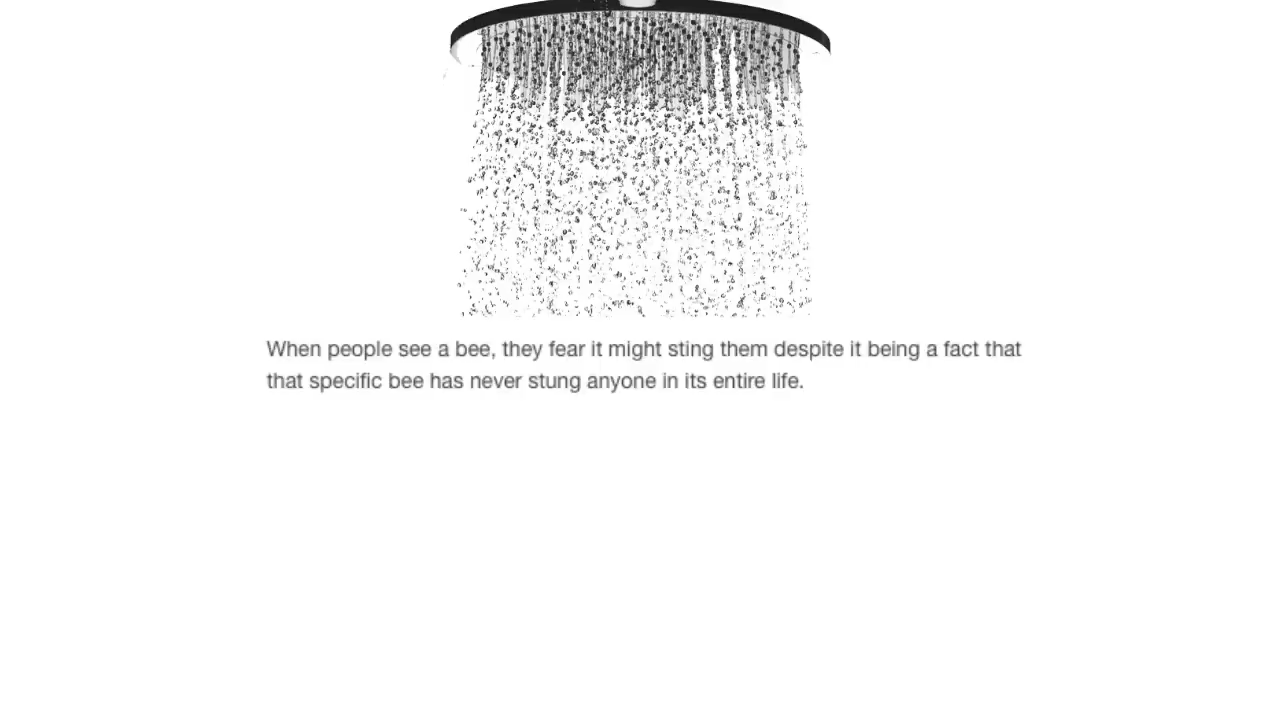 When people see a bee, they fear it might sting them despite it being a fact that
that specific bee has never stung anyone in its entire life.